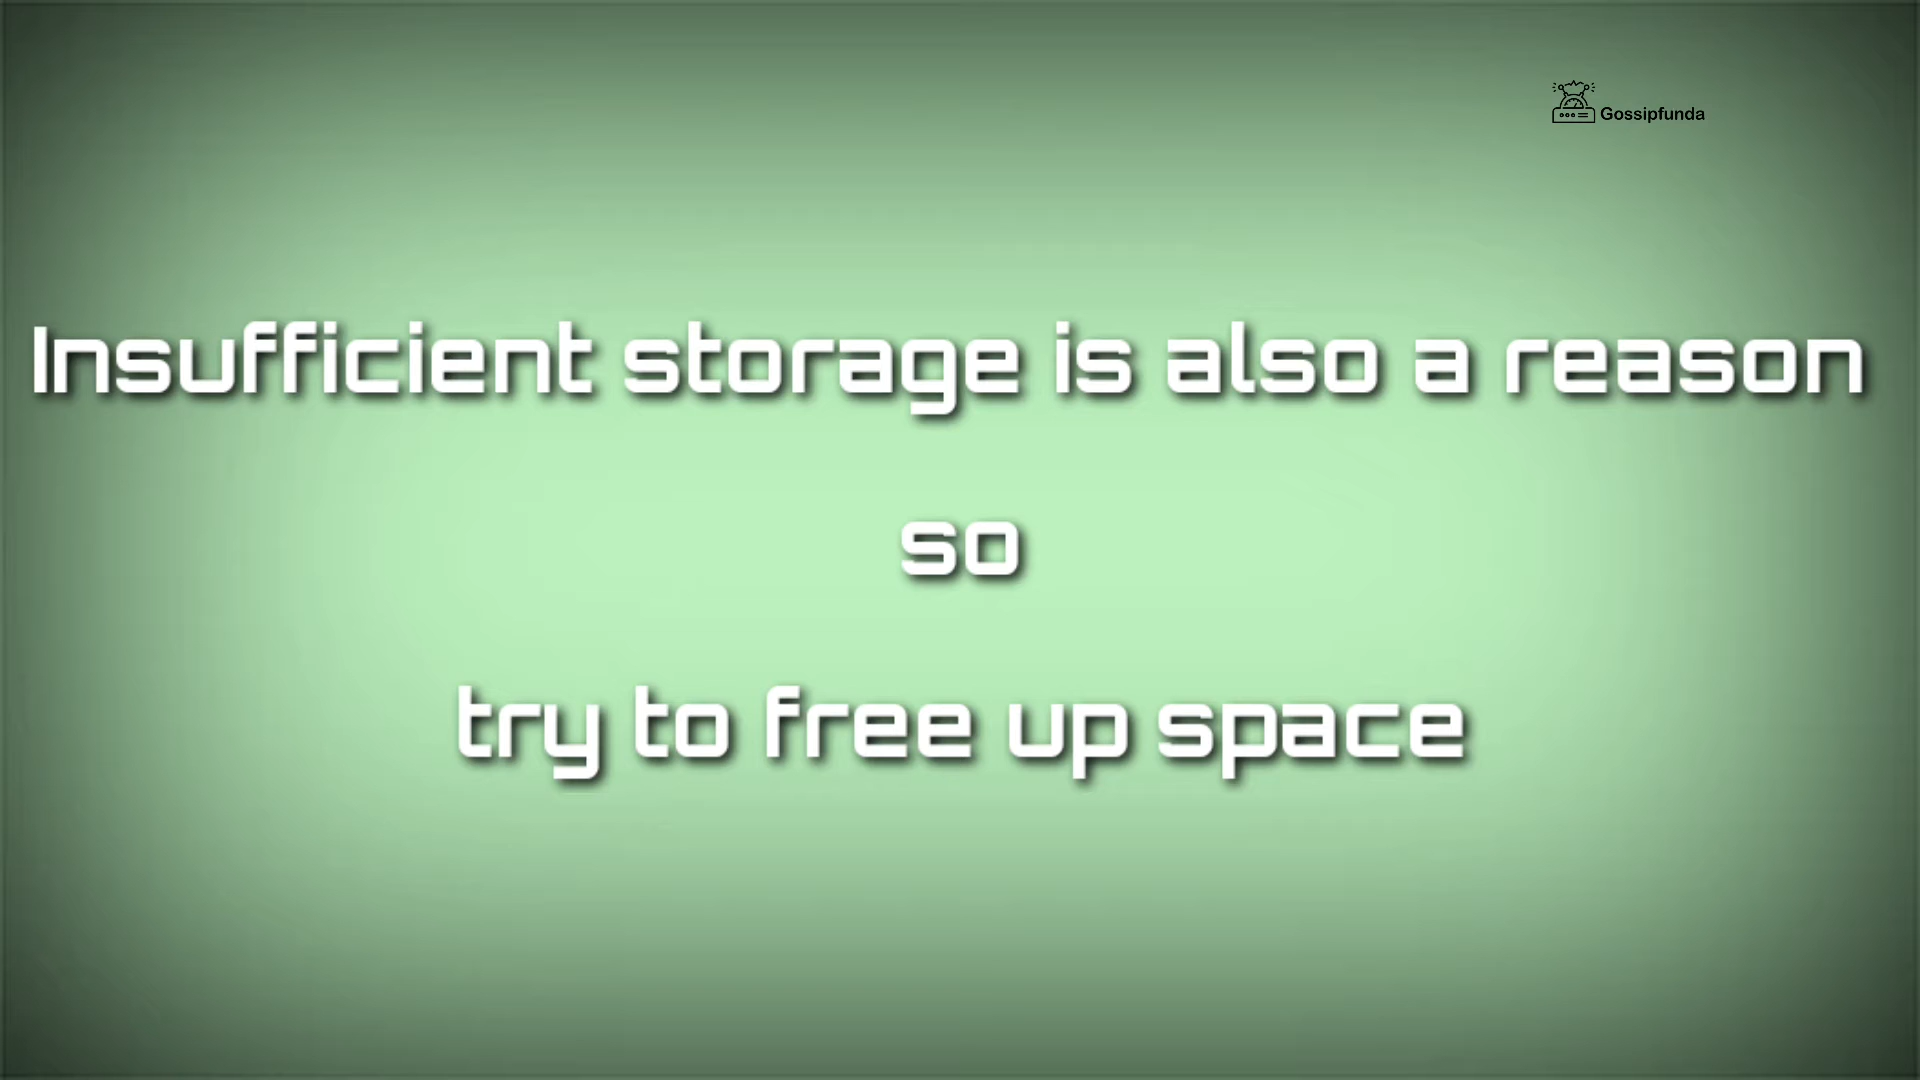 Gossipfunda
Insufficient storage is also a reason
so
try to free up space